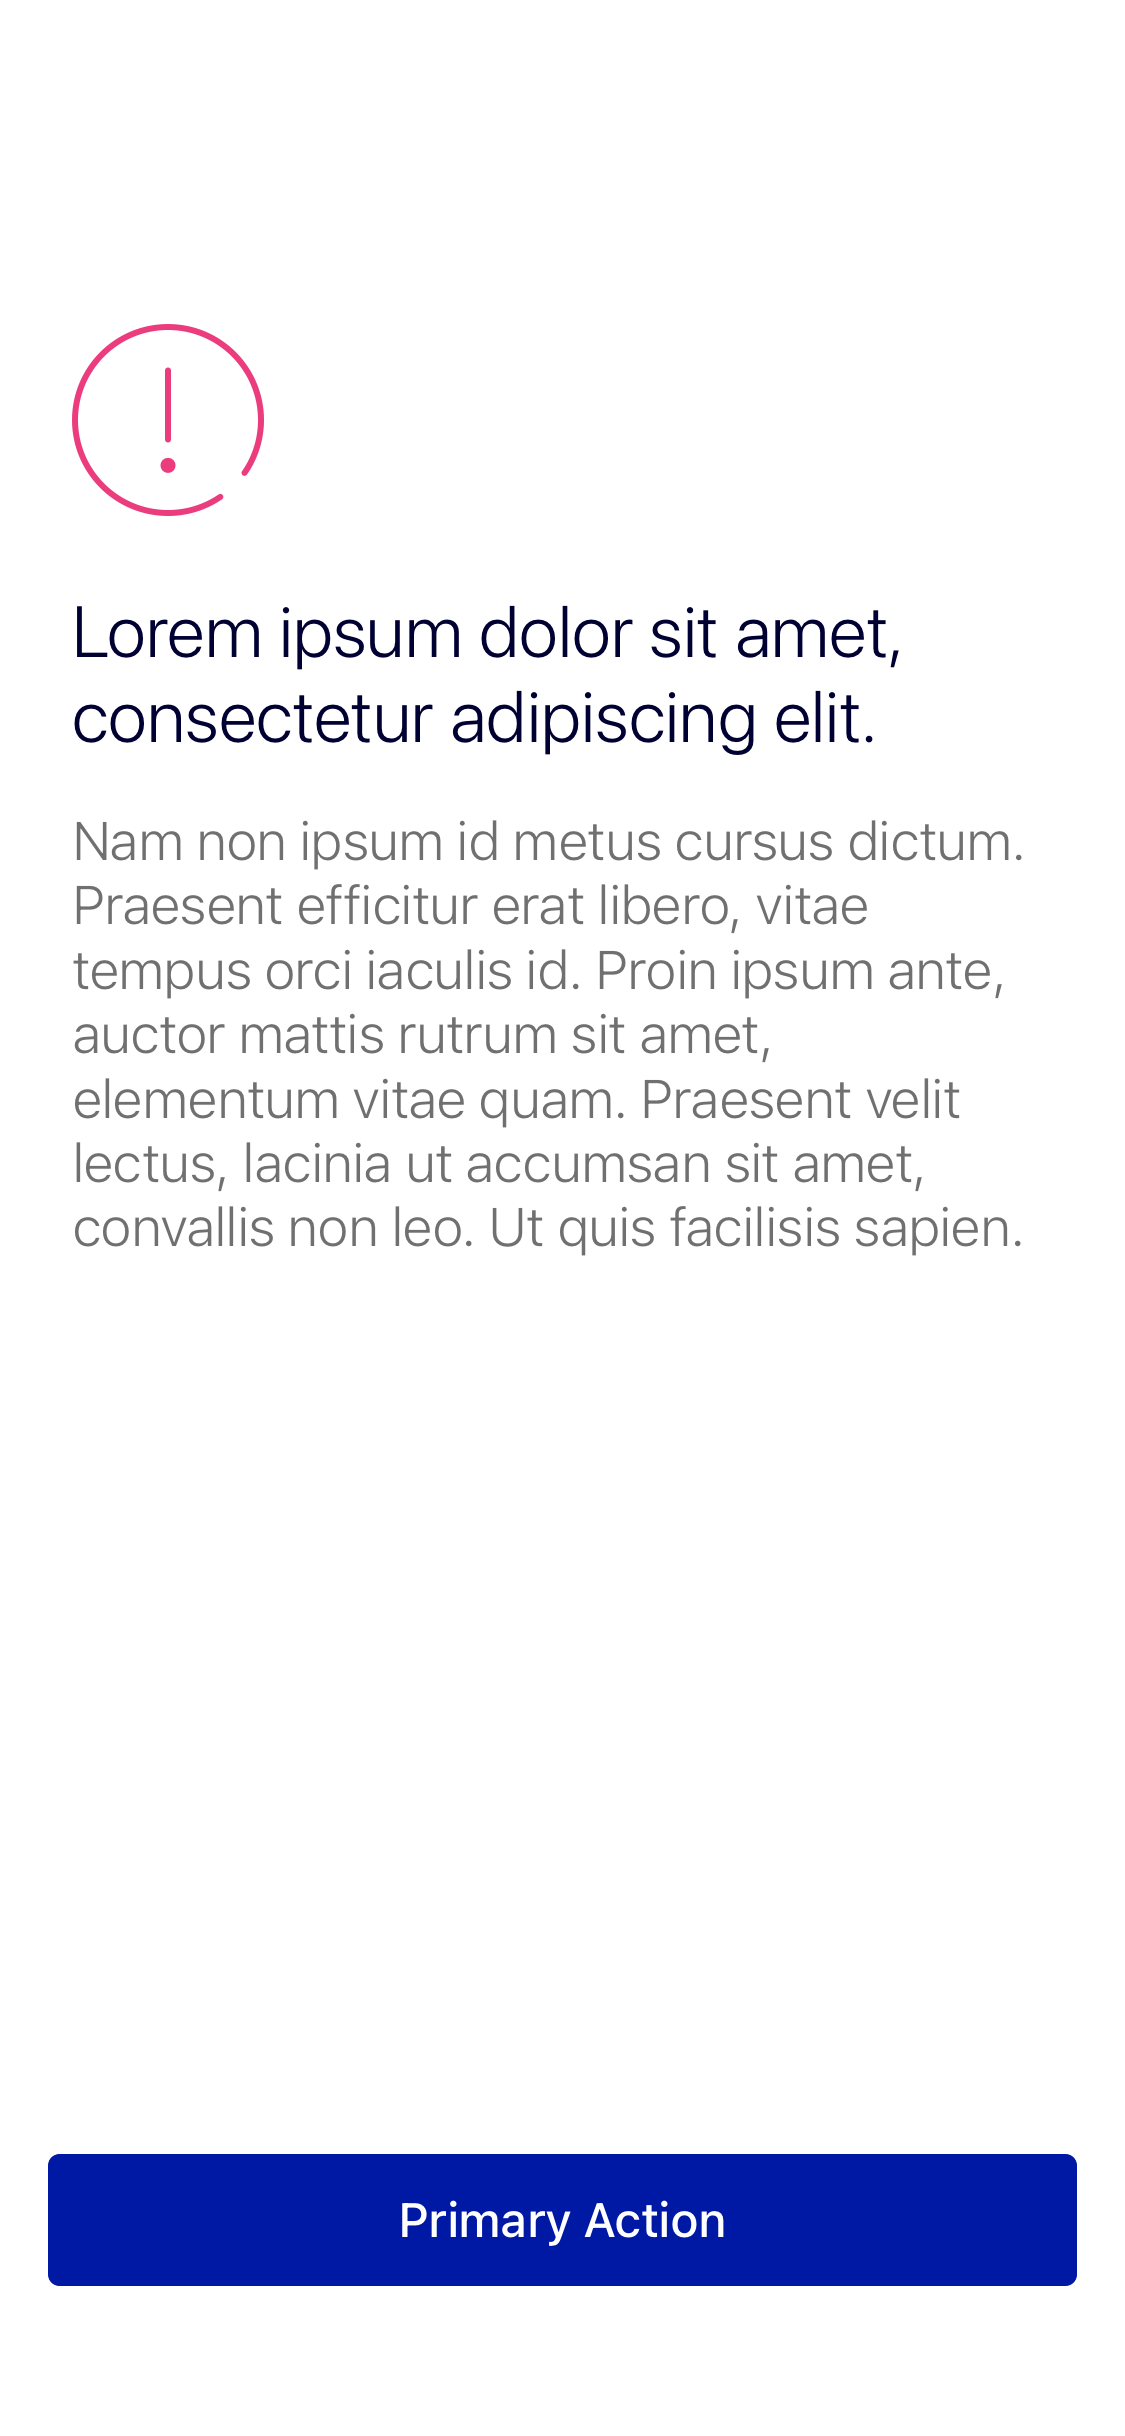 Lorem ipsum dolor sit amet,
consectetur adipiscing elit.
Nam non ipsum id metus cursus dictum.
Praesent efficitur erat libero, vitae
tempus orci iaculis id. Proin ipsum ante,
auctor mattis rutrum sit amet,
elementum vitae quam. Praesent velit
lectus, lacinia ut accumsan sit amet,
convallis non leo. Ut quis facilisis sapien.
Primary Action